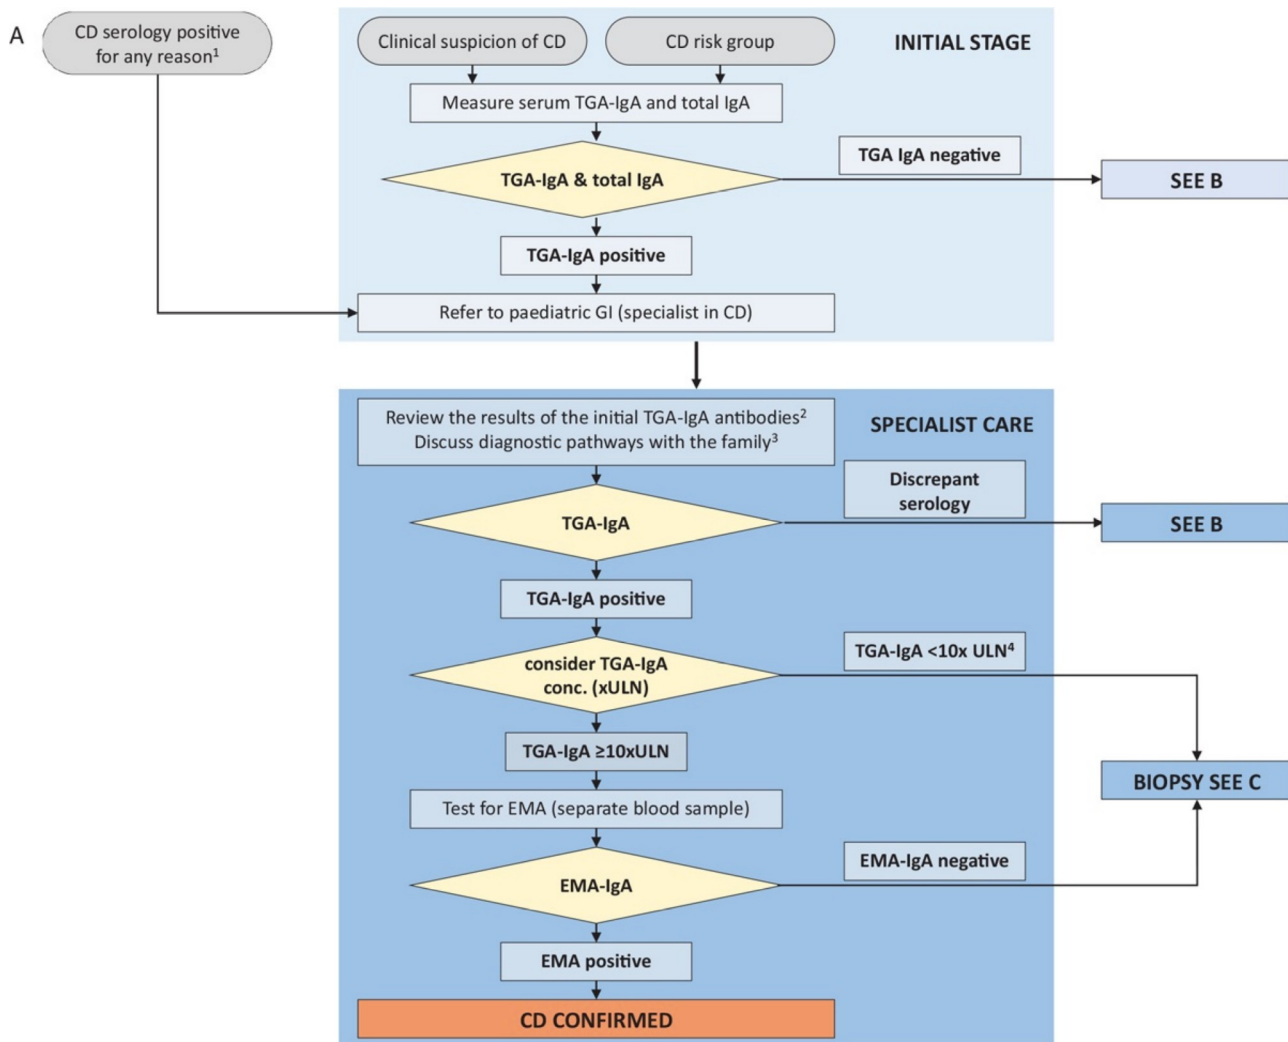 A
CD serology positive
for any reason¹
Clinical suspicion of CD
CD risk group
INITIAL STAGE
Measure serum TGA-IgA and total IgA
TGA-IgA & total IgA
TGA IgA negative
SEE B
TGA-IgA positive
Refer to paediatric GI (specialist in CD)
Review the results of the initial TGA-IgA antibodies²
Discuss diagnostic pathways with the family³
SPECIALIST CARE
TGA-IgA
Discrepant
serology
SEE B
TGA-IgA positive
consider TGA-IgA
conc. (xULN)
TGA-IgA <10x ULN⁴
TGA-IgA ≥10xULN
BIOPSY SEE C
Test for EMA (separate blood sample)
EMA-IgA
EMA-IgA negative
EMA positive
CD CONFIRMED